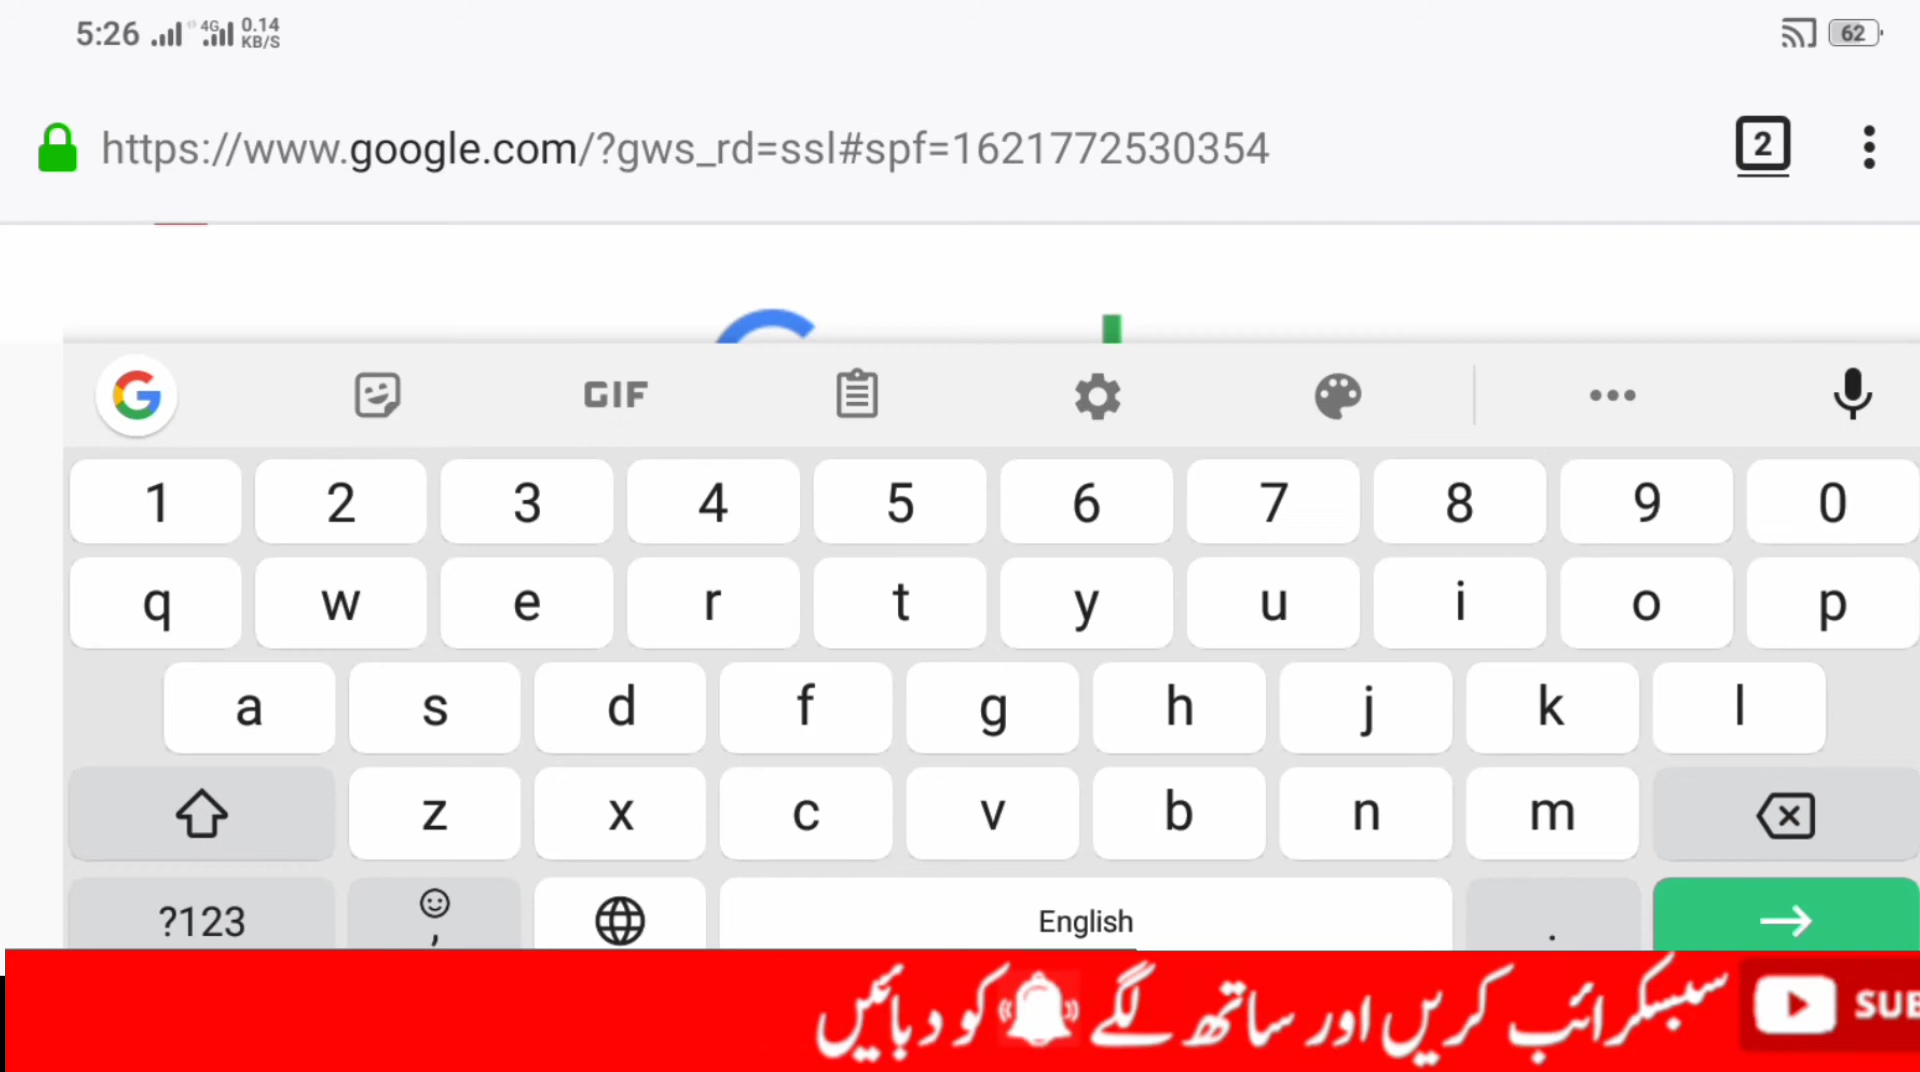 5:26 4G 0.14 KB/S 62
https://www.google.com/?gws_rd=ssl#spf=1621772530354 2
GIF
1 2 3 4 5 6 7 8 9 0
q w e r t y u i o p
a s d f g h j k l
z x c v b n m
?123 , English .
سبسکرائب کریں اور ساتھ لگے کو دبائیں
SUB